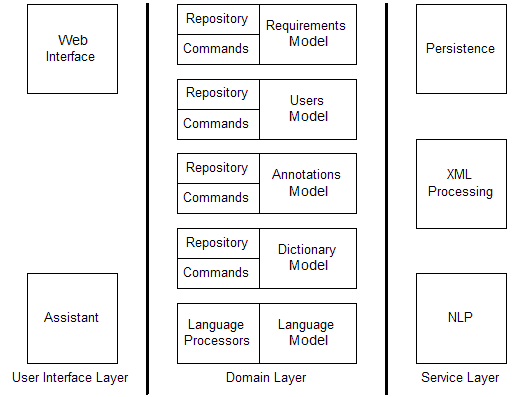 Web
Interface
Assistant
User Interface Layer
Repository
Commands
Requirements
Model
Repository
Commands
Users
Model
Repository
Commands
Annotations
Model
Repository
Commands
Dictionary
Model
Language
Processors
Language
Model
Domain Layer
Persistence
XML
Processing
NLP
Service Layer